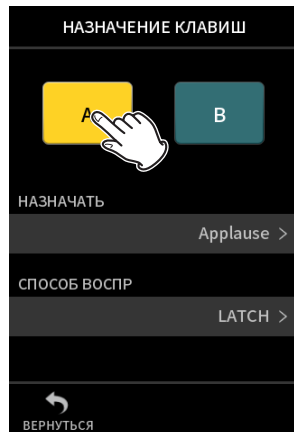 НАЗНАЧЕНИЕ КЛАВИШ
A B
НАЗНАЧАТЬ
Applause >
СПОСОБ ВОСПР
LATCH >
ВЕРНУТЬСЯ